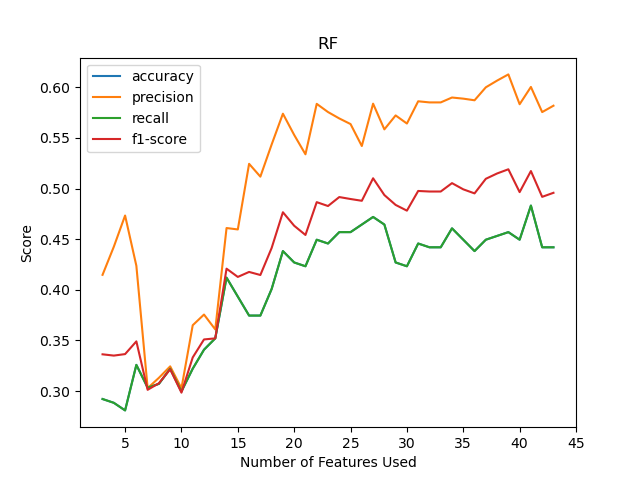 RF
accuracy
precision
recall
f1-score
0.60
0.55
0.50
0.45
0.40
0.35
0.30
Score
5 10 15 20 25 30 35 40 45
Number of Features Used